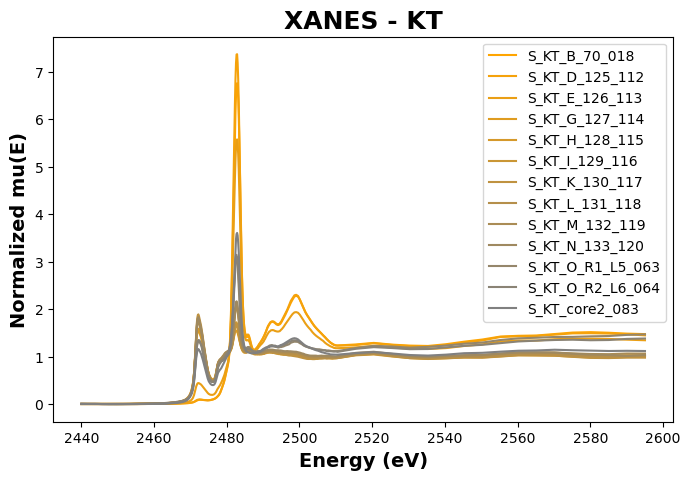 XANES - KT
Normalized mu(E)
7
6
5
4
3
2
1
0
S_KT_B_70_018
S_KT_D_125_112
S_KT_E_126_113
S_KT_G_127_114
S_KT_H_128_115
S_KT_I_129_116
S_KT_K_130_117
S_KT_L_131_118
S_KT_M_132_119
S_KT_N_133_120
S_KT_O_R1_L5_063
S_KT_O_R2_L6_064
S_KT_core2_083
2440 2460 2480 2500 2520 2540 2560 2580 2600
Energy (eV)